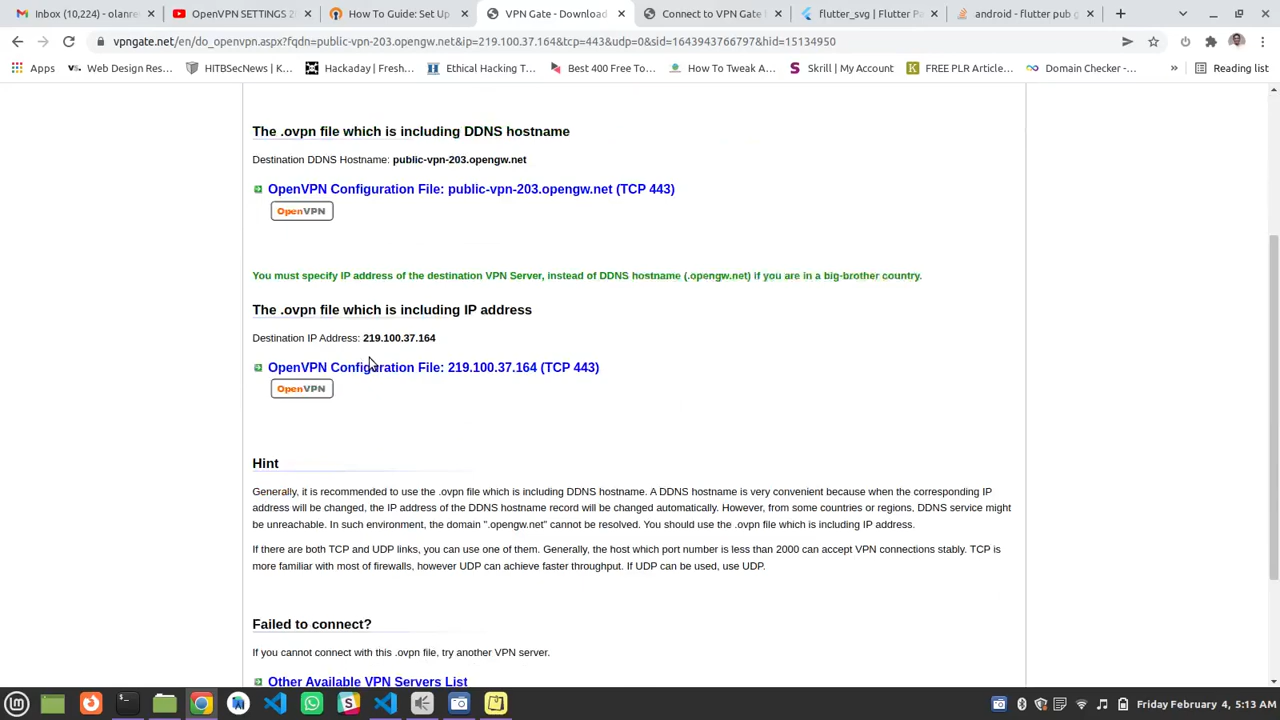 Inbox (10,224) - olanre
OpenVPN SETTINGS 2
How To Guide: Set Up
VPN Gate - Download
Connect to VPN Gate
flutter_svg | Flutter Pa
android - flutter pub g
vpngate.net/en/do_openvpn.aspx?fqdn=public-vpn-203.opengw.net&ip=219.100.37.164&tcp=443&udp=0&sid=1643943766797&hid=15134950
Apps
Web Design Res...
HITBSecNews | K...
Hackaday | Fresh...
Ethical Hacking T...
Best 400 Free To...
How To Tweak A...
Skrill | My Account
FREE PLR Article...
Domain Checker -...
»
Reading list
The .ovpn file which is including DDNS hostname
Destination DDNS Hostname: public-vpn-203.opengw.net
OpenVPN Configuration File: public-vpn-203.opengw.net (TCP 443)
OpenVPN
You must specify IP address of the destination VPN Server, instead of DDNS hostname (.opengw.net) if you are in a big-brother country.
The .ovpn file which is including IP address
Destination IP Address: 219.100.37.164
OpenVPN Configuration File: 219.100.37.164 (TCP 443)
OpenVPN
Hint
Generally, it is recommended to use the .ovpn file which is including DDNS hostname. A DDNS hostname is very convenient because when the corresponding IP
address will be changed, the IP address of the DDNS hostname record will be changed automatically. However, from some countries or regions, DDNS service might
be unreachable. In such environment, the domain ".opengw.net" cannot be resolved. You should use the .ovpn file which is including IP address.
If there are both TCP and UDP links, you can use one of them. Generally, the host which port number is less than 2000 can accept VPN connections stably. TCP is
more familiar with most of firewalls, however UDP can achieve faster throughput. If UDP can be used, use UDP.
Failed to connect?
If you cannot connect with this .ovpn file, try another VPN server.
Other Available VPN Servers List
Friday February 4, 5:13 AM